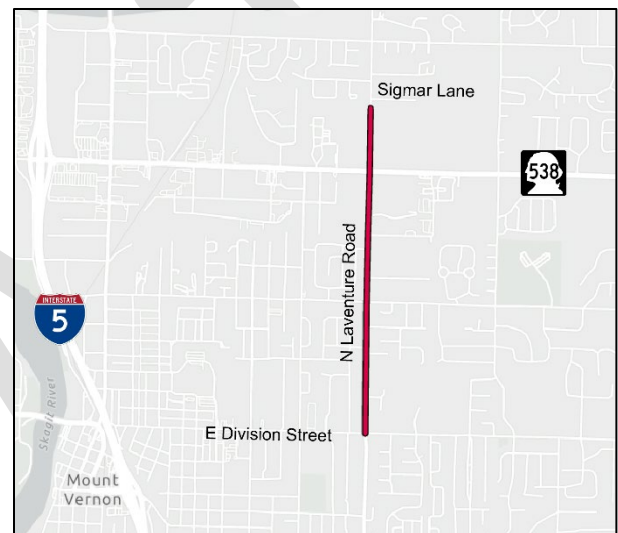 Sigmar Lane
538
N Laventure Road
INTERSTATE
5
Skagit River
E Division Street
Mount
Vernon